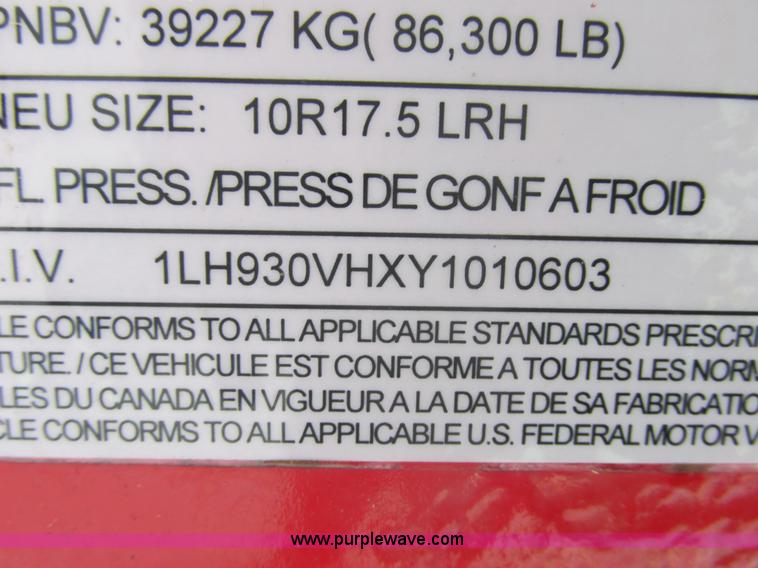 PNBV: 39227 KG( 86,300 LB)
NEU SIZE: 10R17.5 LRH
FL PRESS./PRESS DE GONF A FROID
.I.V. 1LH930VHXY1010603
LE CONFORMS TO ALL APPLICABLE STANDARDS PRESCRI
TURE. / CE VEHICULE EST CONFORME A TOUTES LES NORM
LES DU CANADA EN VIGUEUR A LA DATE DE SA FABRICATIO
CLE CONFORMS TO ALL APPLICABLE U.S. FEDERAL MOTOR V
www.purplewave.com